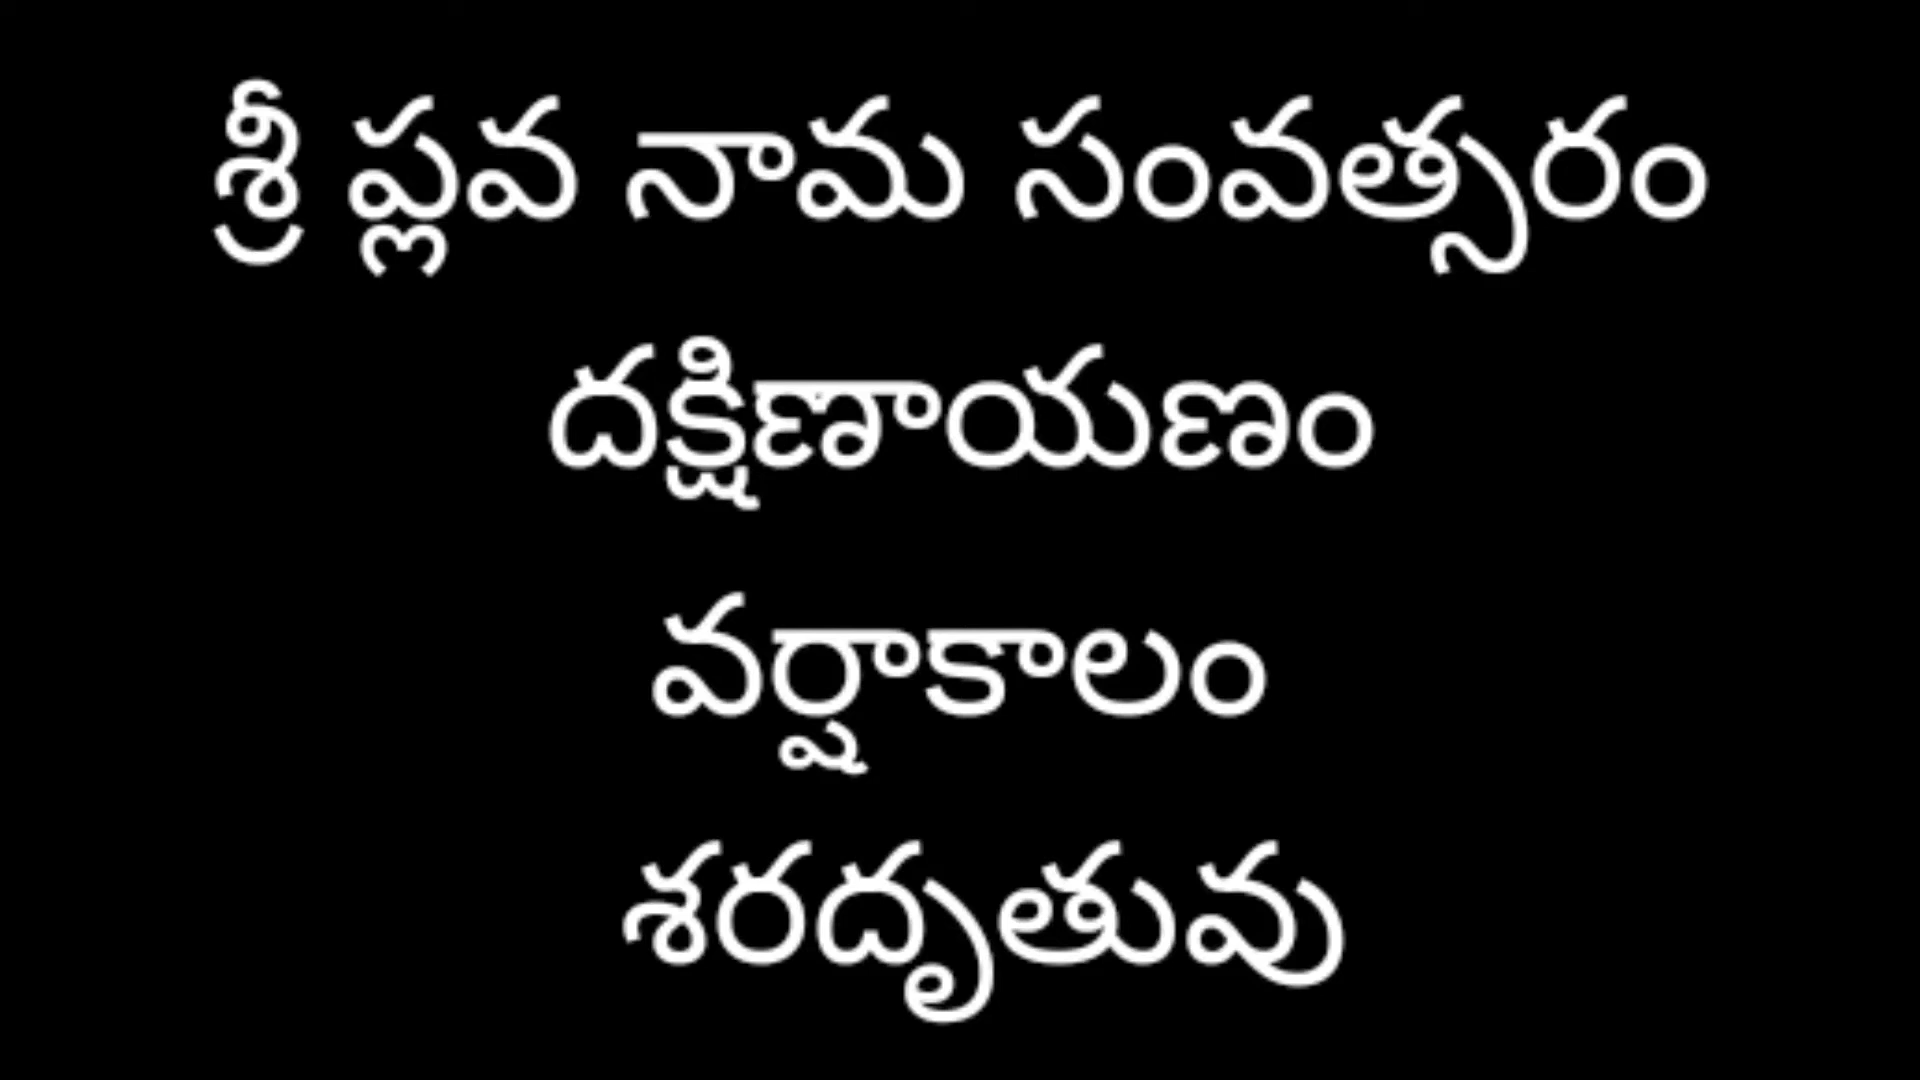 శ్రీ ప్లవ నామ సంవత్సరం
దక్షిణాయణం
వర్షాకాలం
శరదృతువు